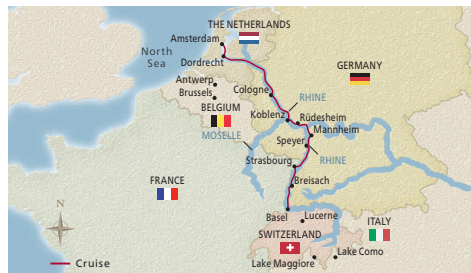 THE NETHERLANDS
Amsterdam
North
Sea
Dordrecht
GERMANY
Antwerp
Cologne
Brussels
RHINE
BELGIUM
Koblenz
Rüdesheim
MOSELLE
Mannheim
Speyer
Strasbourg
RHINE
FRANCE
Breisach
N
Basel
Lucerne
ITALY
SWITZERLAND
Lake Como
Cruise
Lake Maggiore